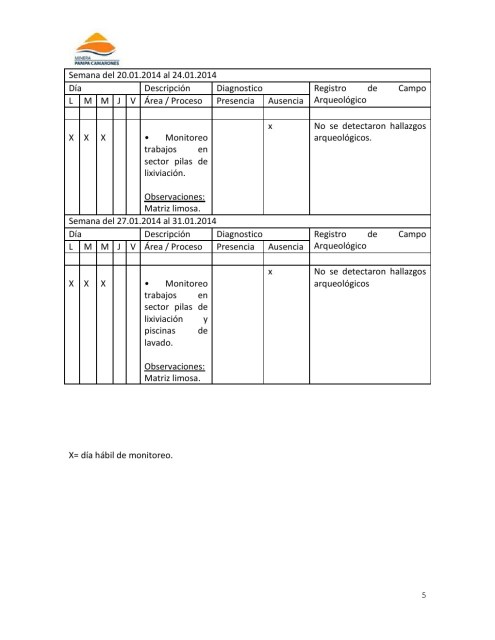 MINERA
PAMPA CAMARONES
Semana del 20.01.2014 al 24.01.2014
Día Descripción Diagnostico Registro de Campo
L M M J V Área / Proceso Presencia Ausencia Arqueológico
x No se detectaron hallazgos
X X X • Monitoreo arqueológicos.
trabajos en
sector pilas de
lixiviación.
Observaciones:
Matriz limosa.
Semana del 27.01.2014 al 31.01.2014
Día Descripción Diagnostico Registro de Campo
L M M J V Área / Proceso Presencia Ausencia Arqueológico
x No se detectaron hallazgos
X X X • Monitoreo arqueológicos
trabajos en
sector pilas de
lixiviación y
piscinas de
lavado.
Observaciones:
Matriz limosa.
X= día hábil de monitoreo.
5